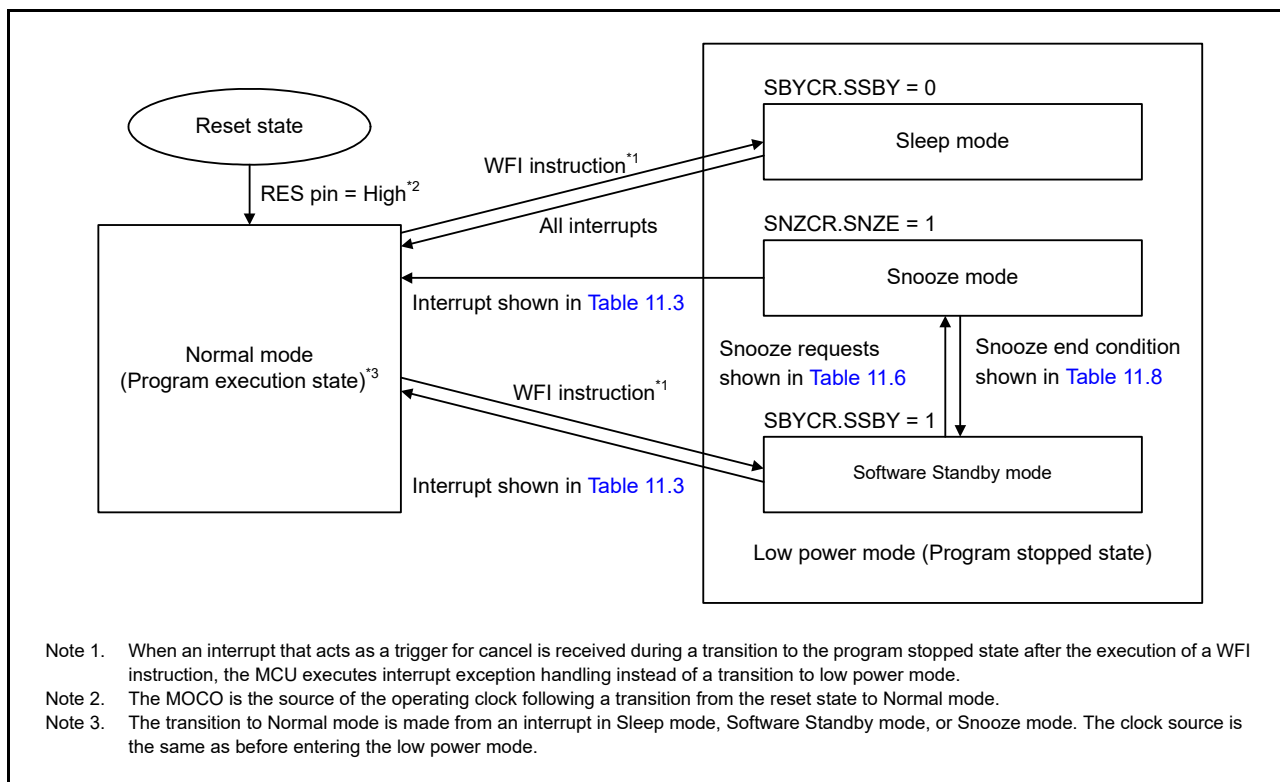 SBYCR.SSBY = 0
Reset state
Sleep mode
WFI instruction*1
RES pin = High*2
All interrupts
SNZCR.SNZE = 1
Snooze mode
Interrupt shown in Table 11.3
Normal mode
(Program execution state)*3
Snooze requests
shown in Table 11.6
Snooze end condition
shown in Table 11.8
WFI instruction*1
SBYCR.SSBY = 1
Software Standby mode
Interrupt shown in Table 11.3
Low power mode (Program stopped state)
Note 1. When an interrupt that acts as a trigger for cancel is received during a transition to the program stopped state after the execution of a WFI
instruction, the MCU executes interrupt exception handling instead of a transition to low power mode.
Note 2. The MOCO is the source of the operating clock following a transition from the reset state to Normal mode.
Note 3. The transition to Normal mode is made from an interrupt in Sleep mode, Software Standby mode, or Snooze mode. The clock source is
the same as before entering the low power mode.